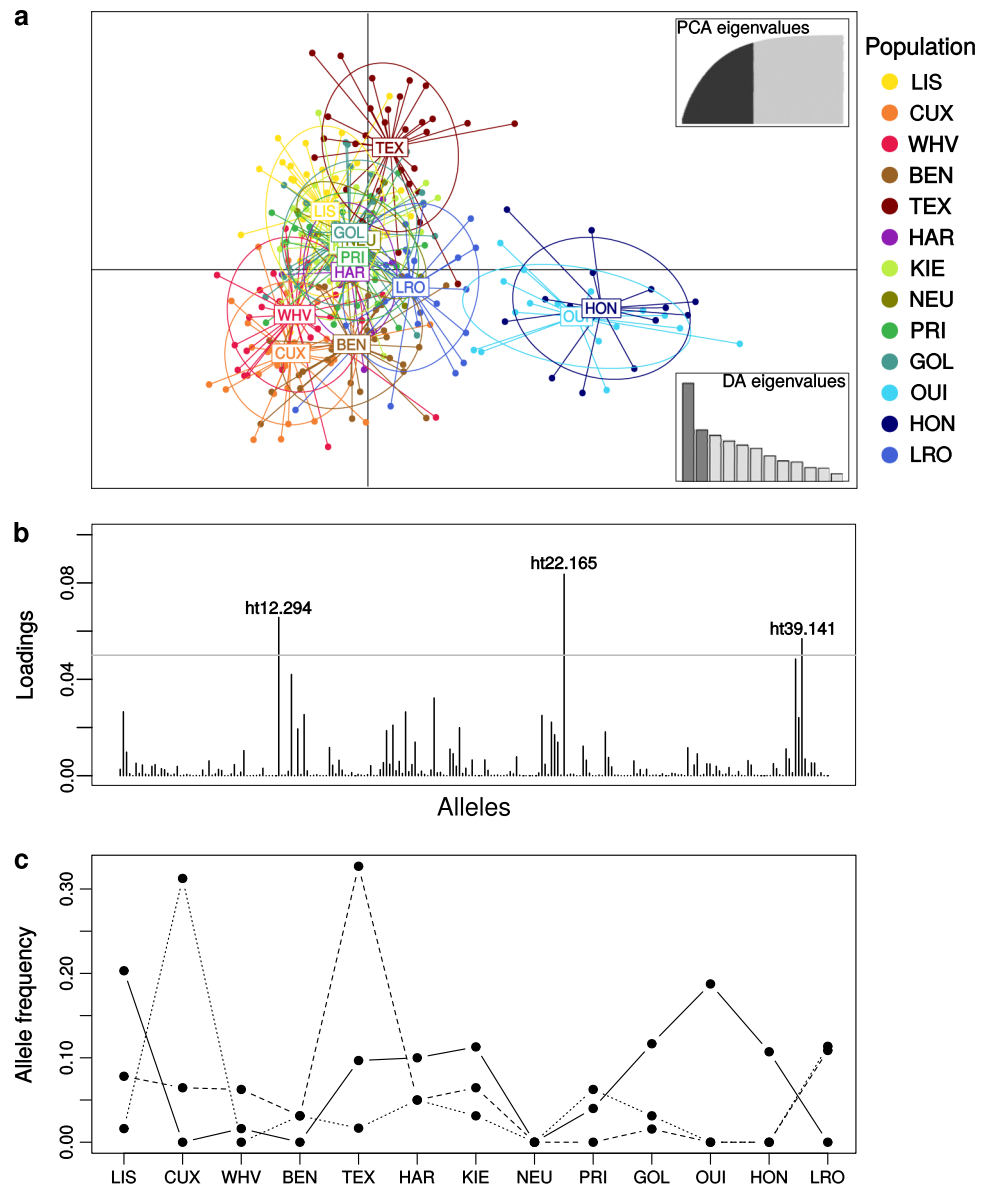 a
PCA eigenvalues
Population
LIS
CUX
WHV
BEN
TEX
HAR
KIE
NEU
PRI
GOL
OUI
HON
LRO
TEX
LIS
GOL
NEU
PRI
HAR
LRO
WHV
CUX
BEN
OUI
HON
DA eigenvalues
b
Loadings
0.00
0.04
0.08
ht12.294
ht22.165
ht39.141
Alleles
c
Allele frequency
0.00
0.10
0.20
0.30
LIS CUX WHV BEN TEX HAR KIE NEU PRI GOL OUI HON LRO